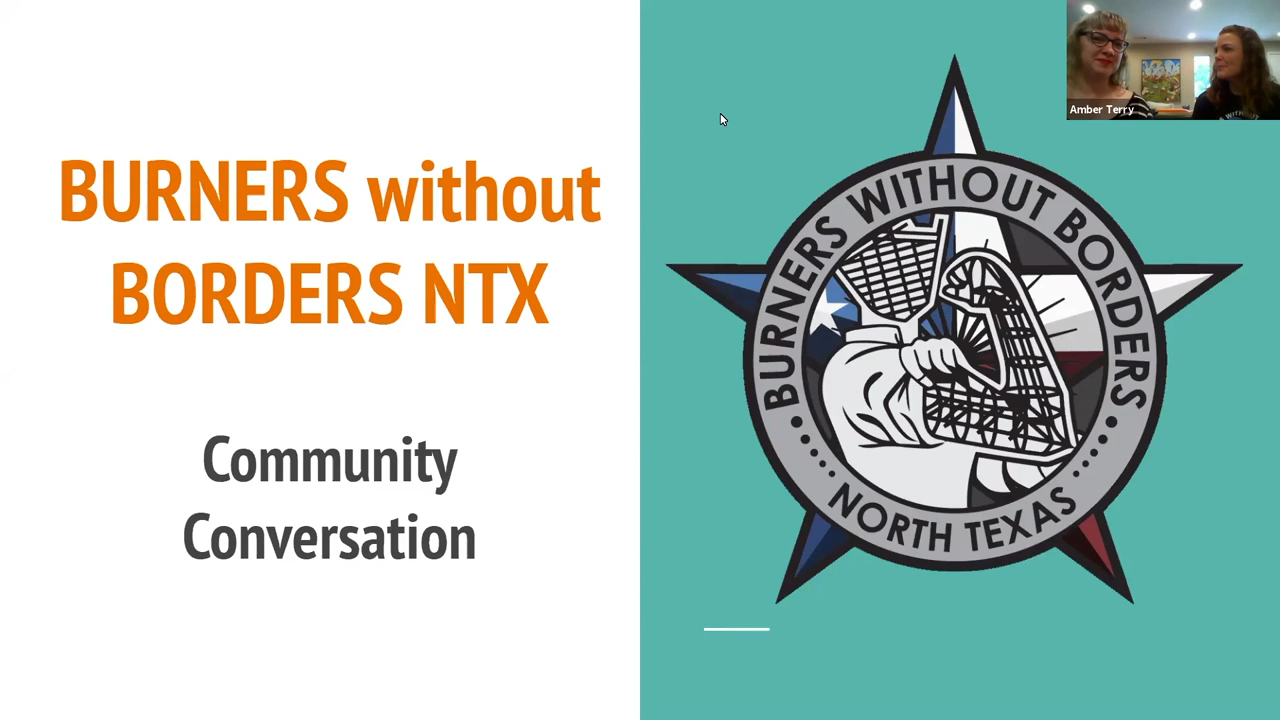 BURNERS without
BORDERS NTX
Community
Conversation
BURNERS WITHOUT BORDERS
NORTH TEXAS
Amber Terry